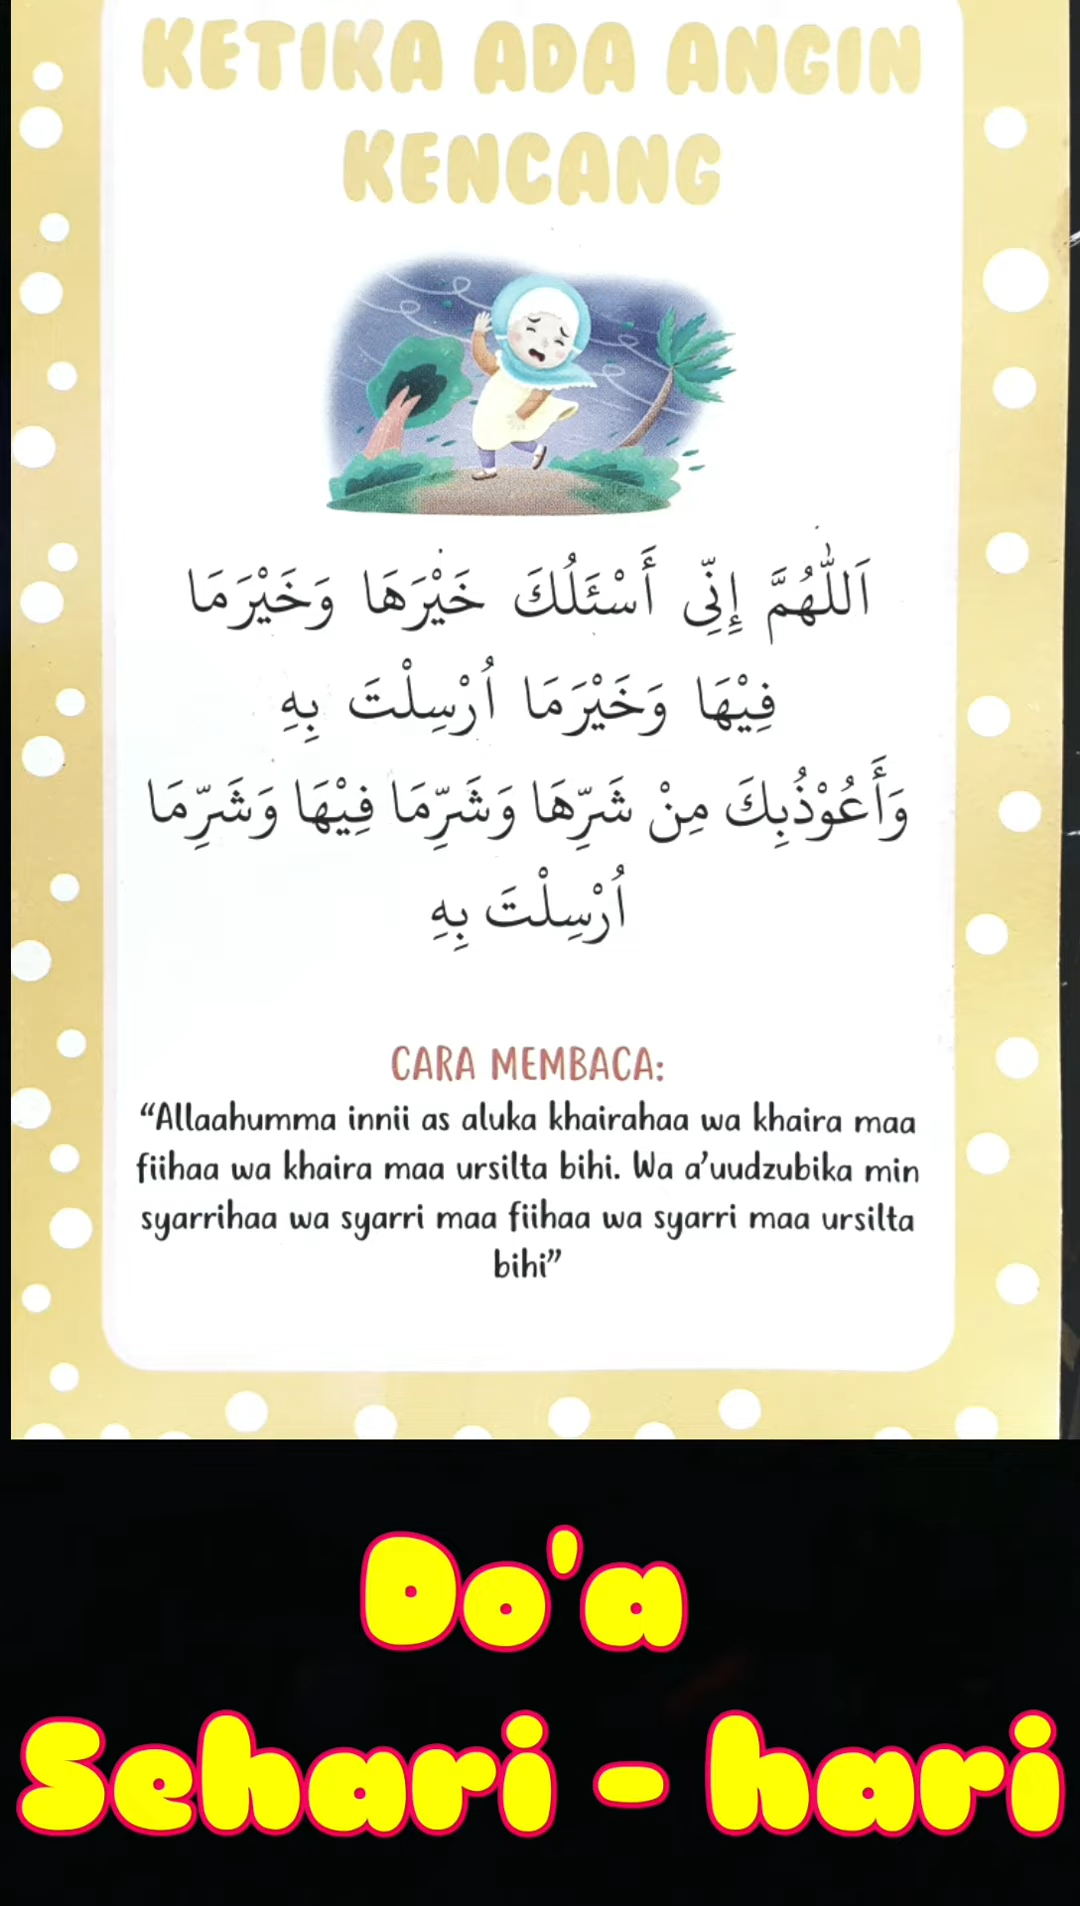 KETIKA ADA ANGIN
KENCANG
اَللّٰهُمَّ إِنِّى أَسْئَلُكَ خَيْرَهَا وَخَيْرَمَا
فِيْهَا وَخَيْرَمَا اُرْسِلْتَ بِهِ
وَأَعُوْذُبِكَ مِنْ شَرِّهَا وَشَرِّمَا فِيْهَا وَشَرِّمَا
اُرْسِلْتَ بِهِ
CARA MEMBACA:
“Allaahumma innii as aluka khairahaa wa khaira maa
fiihaa wa khaira maa ursilta bihi. Wa a’uudzubika min
syarrihaa wa syarri maa fiihaa wa syarri maa ursilta
bihi”
Do'a
Sehari - hari